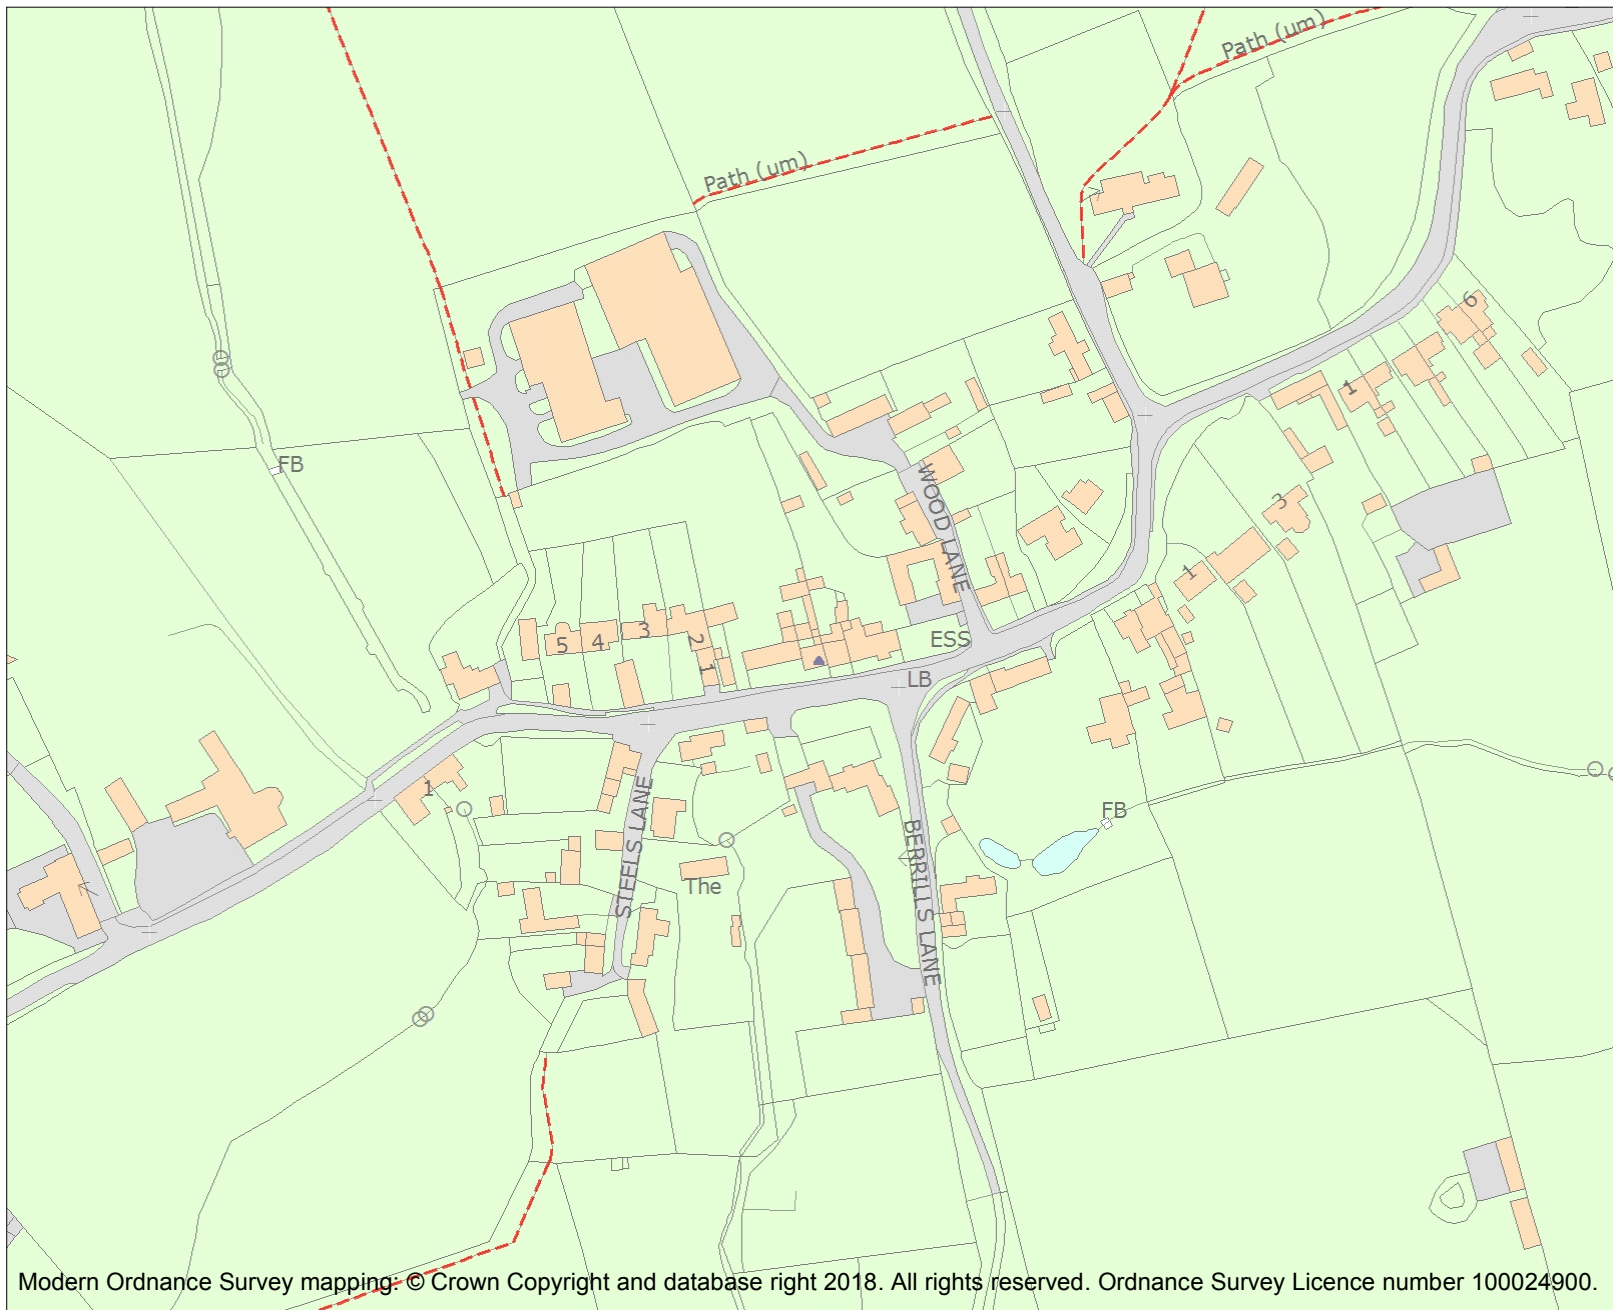 Path (um)
Path (um)
6
1
FB
WOOD LANE
3
1
5
4
3
2
1
ESS
LB
1
STEELS LANE
FB
BERRILLS LANE
The
Modern Ordnance Survey mapping: © Crown Copyright and database right 2018. All rights reserved. Ordnance Survey Licence number 100024900.